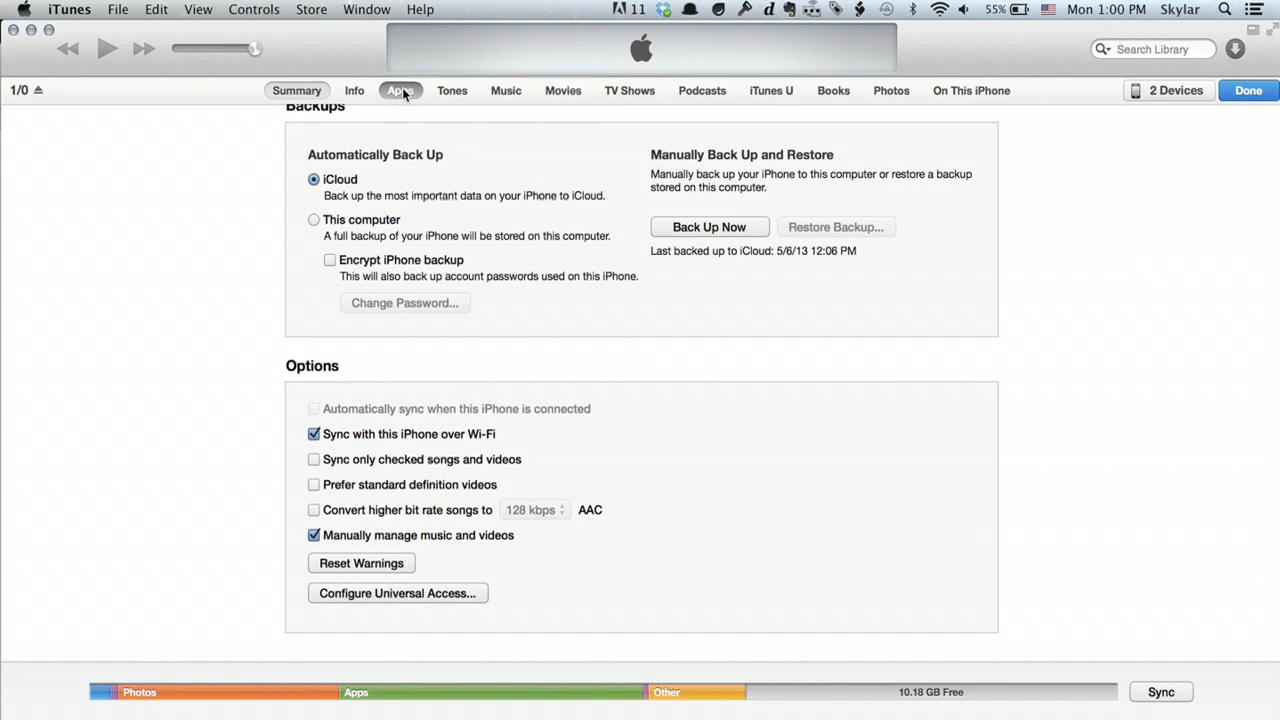 iTunes File Edit View Controls Store Window Help 11 55% Mon 1:00 PM Skylar
Search Library
1/0 Summary Info Apps Tones Music Movies TV Shows Podcasts iTunes U Books Photos On This iPhone 2 Devices Done
Backups
Automatically Back Up
iCloud
Back up the most important data on your iPhone to iCloud.
This computer
A full backup of your iPhone will be stored on this computer.
Encrypt iPhone backup
This will also back up account passwords used on this iPhone.
Change Password...
Manually Back Up and Restore
Manually back up your iPhone to this computer or restore a backup
stored on this computer.
Back Up Now Restore Backup...
Last backed up to iCloud: 5/6/13 12:06 PM
Options
Automatically sync when this iPhone is connected
Sync with this iPhone over Wi-Fi
Sync only checked songs and videos
Prefer standard definition videos
Convert higher bit rate songs to 128 kbps AAC
Manually manage music and videos
Reset Warnings
Configure Universal Access...
Photos Apps Other 10.18 GB Free Sync